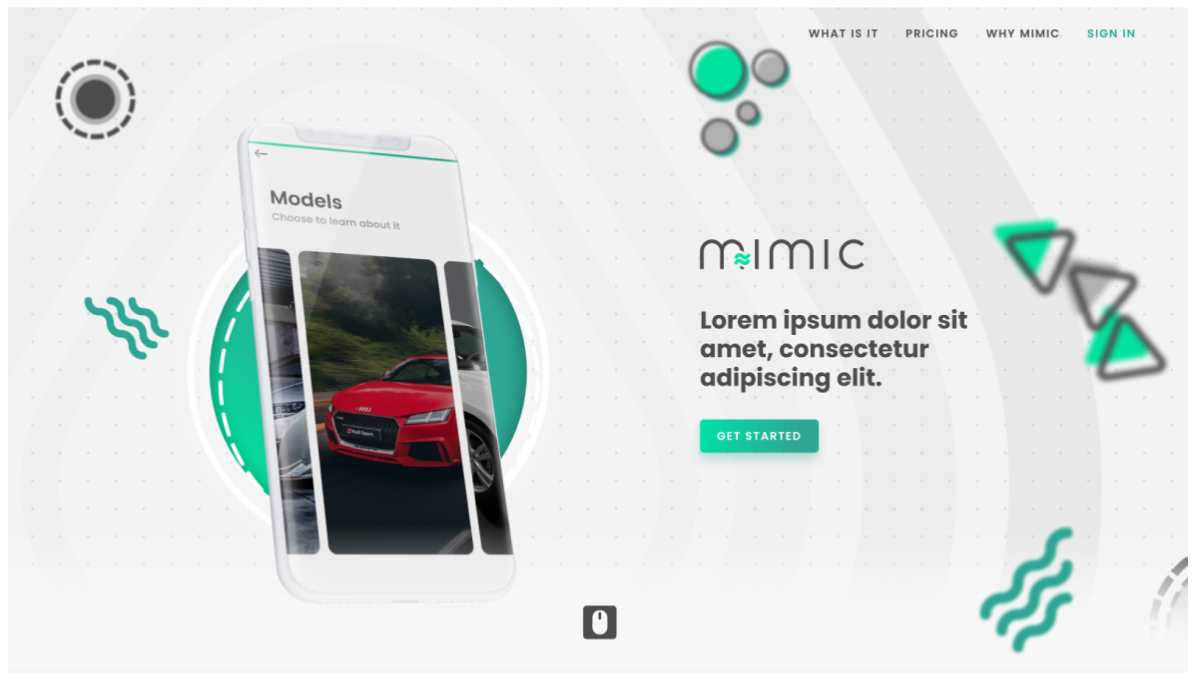 WHAT IS IT PRICING WHY MIMIC SIGN IN
Models
Choose to learn about it
mimic
Lorem ipsum dolor sit
amet, consectetur
adipiscing elit.
GET STARTED